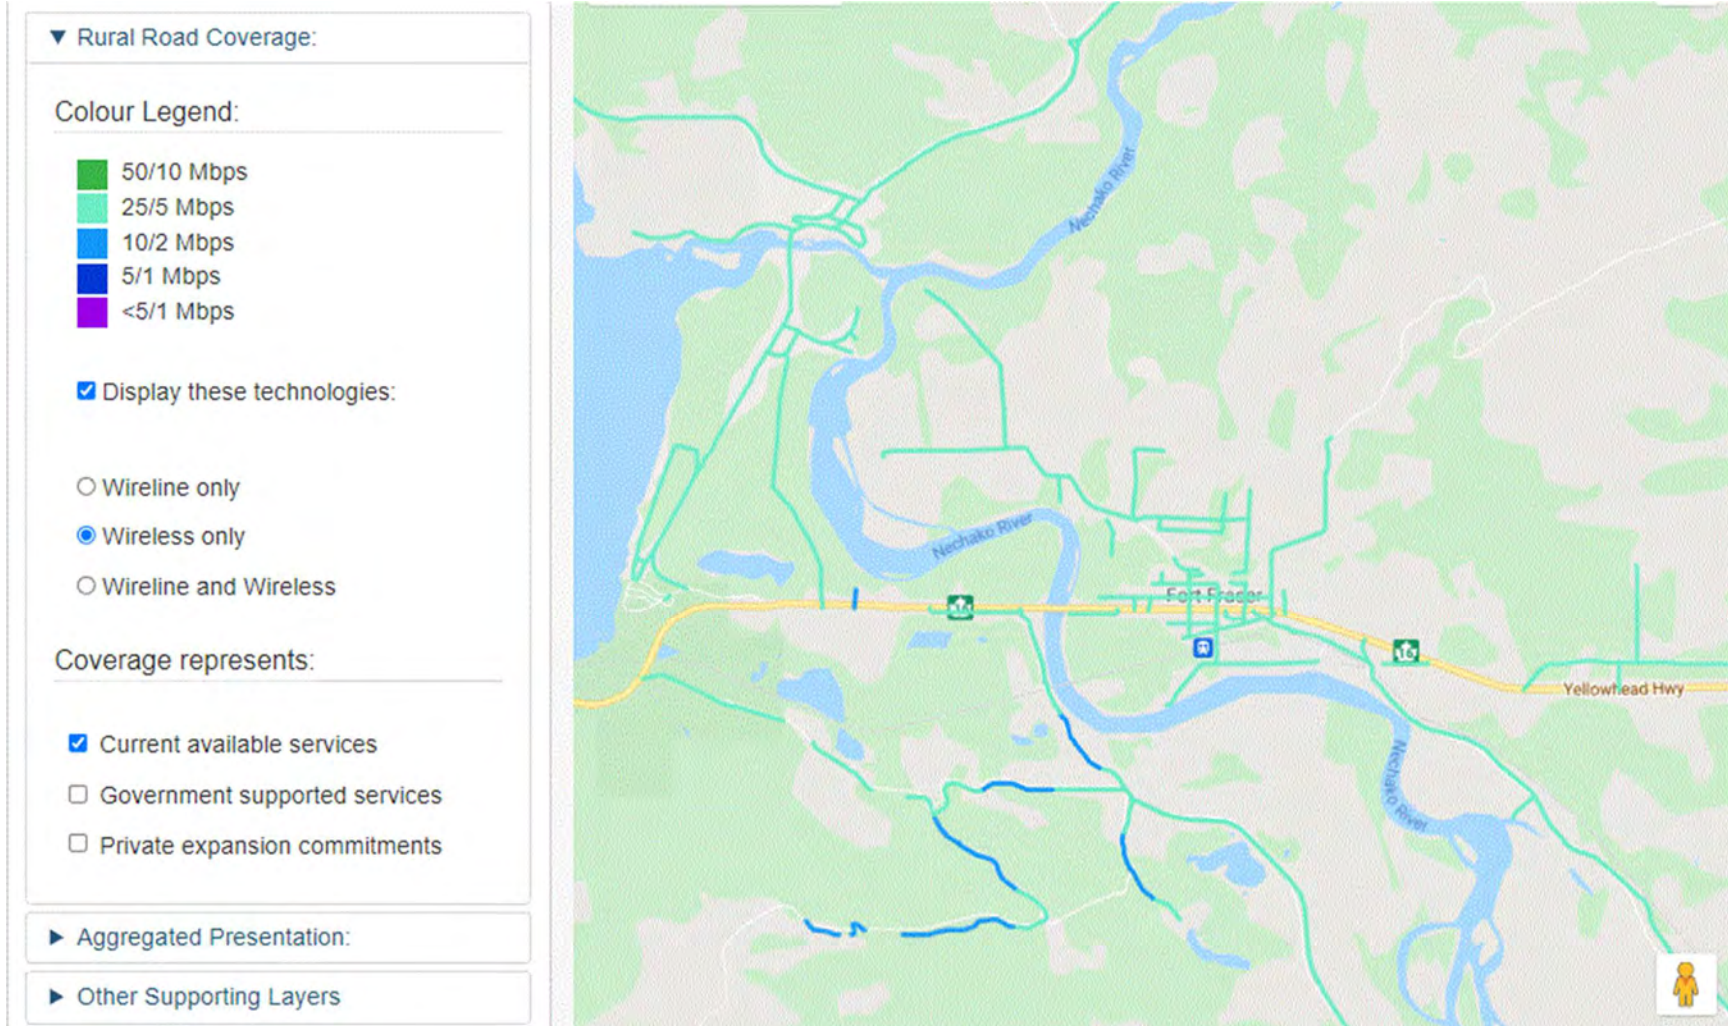 ▼ Rural Road Coverage:
Colour Legend:
50/10 Mbps
25/5 Mbps
10/2 Mbps
5/1 Mbps
<5/1 Mbps
Display these technologies:
Wireline only
Wireless only
Wireline and Wireless
Coverage represents:
Current available services
Government supported services
Private expansion commitments
► Aggregated Presentation:
► Other Supporting Layers
Nechako River
Nechako River
Fort Fraser
16
16
Yellowhead Hwy
Nechako River